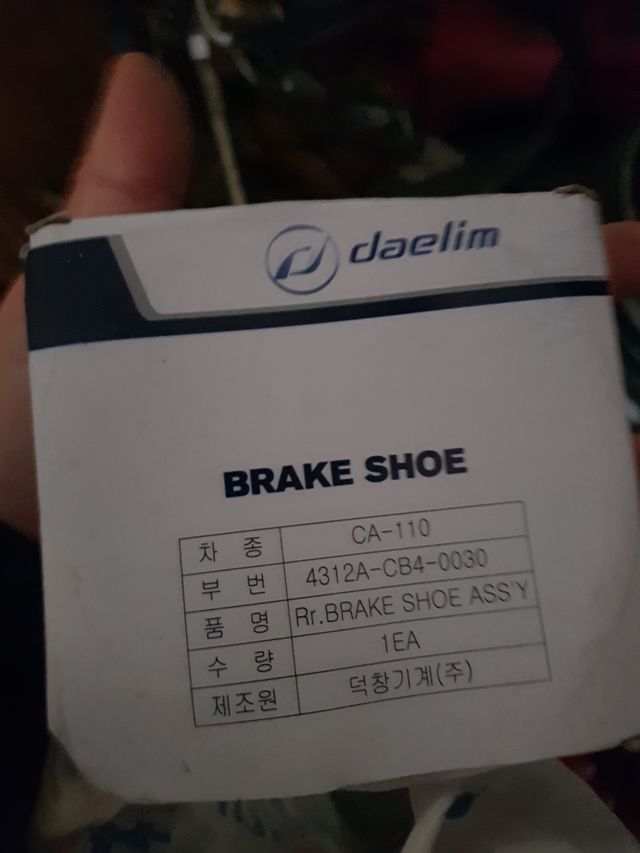 daelim
BRAKE SHOE
차 종 CA-110
부 번 4312A-CB4-0030
품 명 Rr.BRAKE SHOE ASS'Y
수 량 1EA
제조원 덕창기계(주)